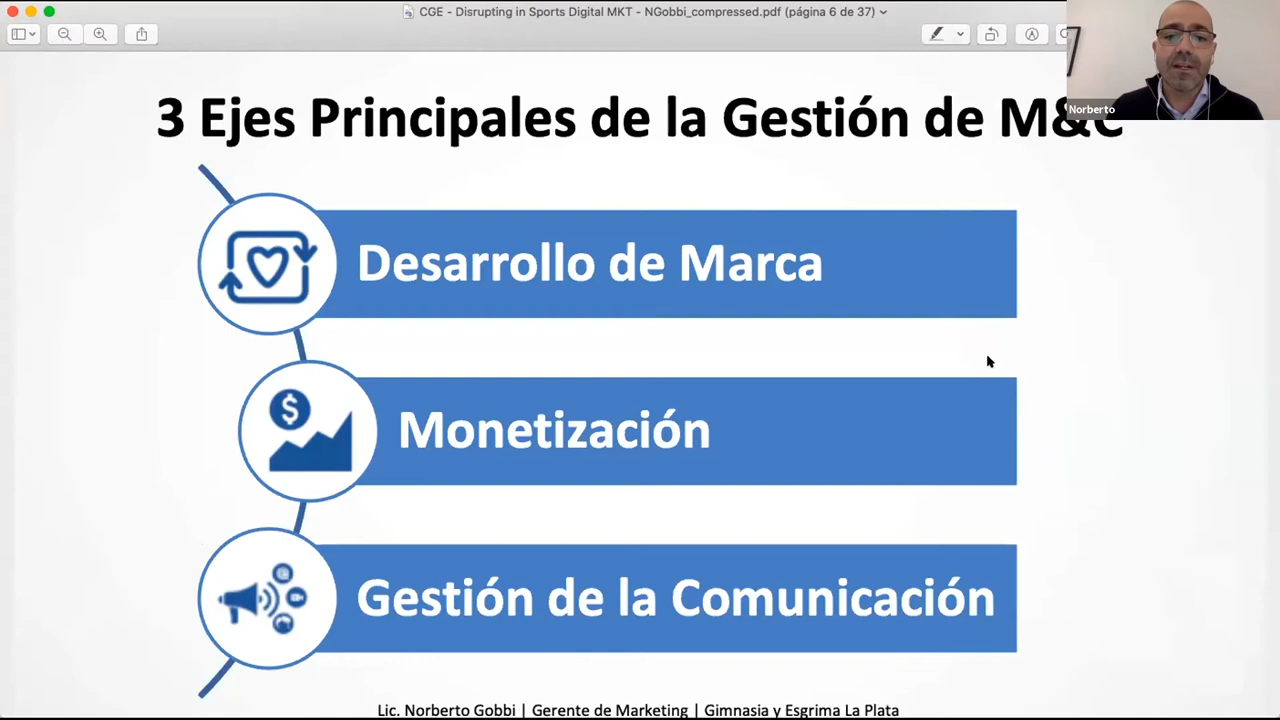 CGE - Disrupting in Sports Digital MKT - NGobbi_compressed.pdf (página 6 de 37)
Norberto
3 Ejes Principales de la Gestión de M&C
Desarrollo de Marca
$
Monetización
Gestión de la Comunicación
Lic. Norberto Gobbi | Gerente de Marketing | Gimnasia y Esgrima La Plata